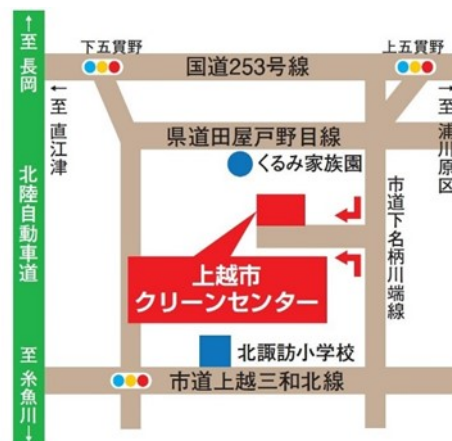 ↑至 長岡
下五貫野
上五貫野
国道253号線
←至 直江津
→至 浦川原区
県道田屋戸野目線
くるみ家族園
北陸自動車道
市道下名柄川端線
上越市
クリーンセンター
北諏訪小学校
市道上越三和北線
至 糸魚川↓